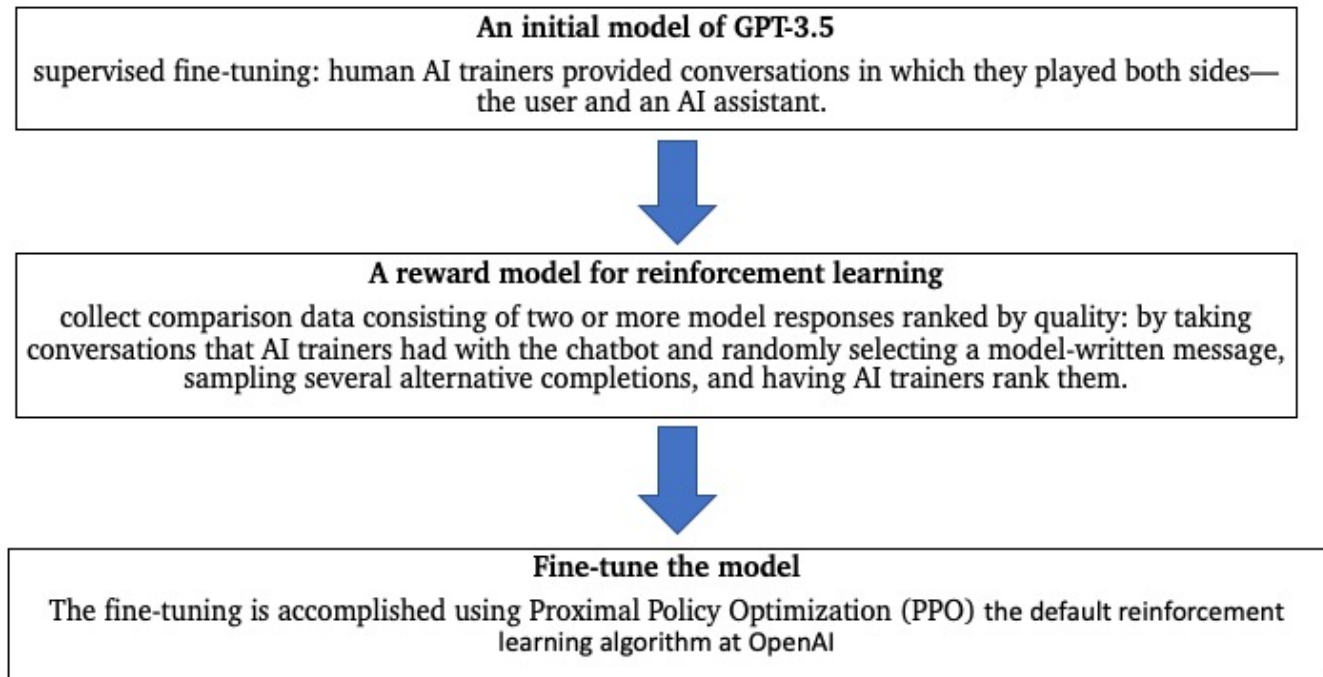 An initial model of GPT-3.5
supervised fine-tuning: human AI trainers provided conversations in which they played both sides—
the user and an AI assistant.
A reward model for reinforcement learning
collect comparison data consisting of two or more model responses ranked by quality: by taking
conversations that AI trainers had with the chatbot and randomly selecting a model-written message,
sampling several alternative completions, and having AI trainers rank them.
Fine-tune the model
The fine-tuning is accomplished using Proximal Policy Optimization (PPO) the default reinforcement
learning algorithm at OpenAI